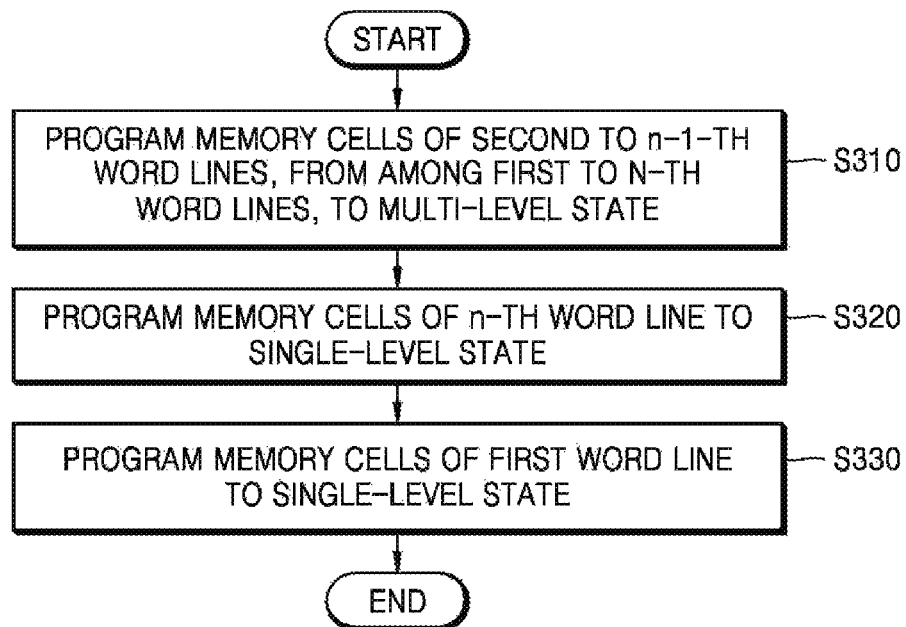 START
PROGRAM MEMORY CELLS OF SECOND TO n-1-TH
WORD LINES, FROM AMONG FIRST TO N-TH
WORD LINES, TO MULTI-LEVEL STATE
S310
PROGRAM MEMORY CELLS OF n-TH WORD LINE TO
SINGLE-LEVEL STATE
S320
PROGRAM MEMORY CELLS OF FIRST WORD LINE
TO SINGLE-LEVEL STATE
S330
END